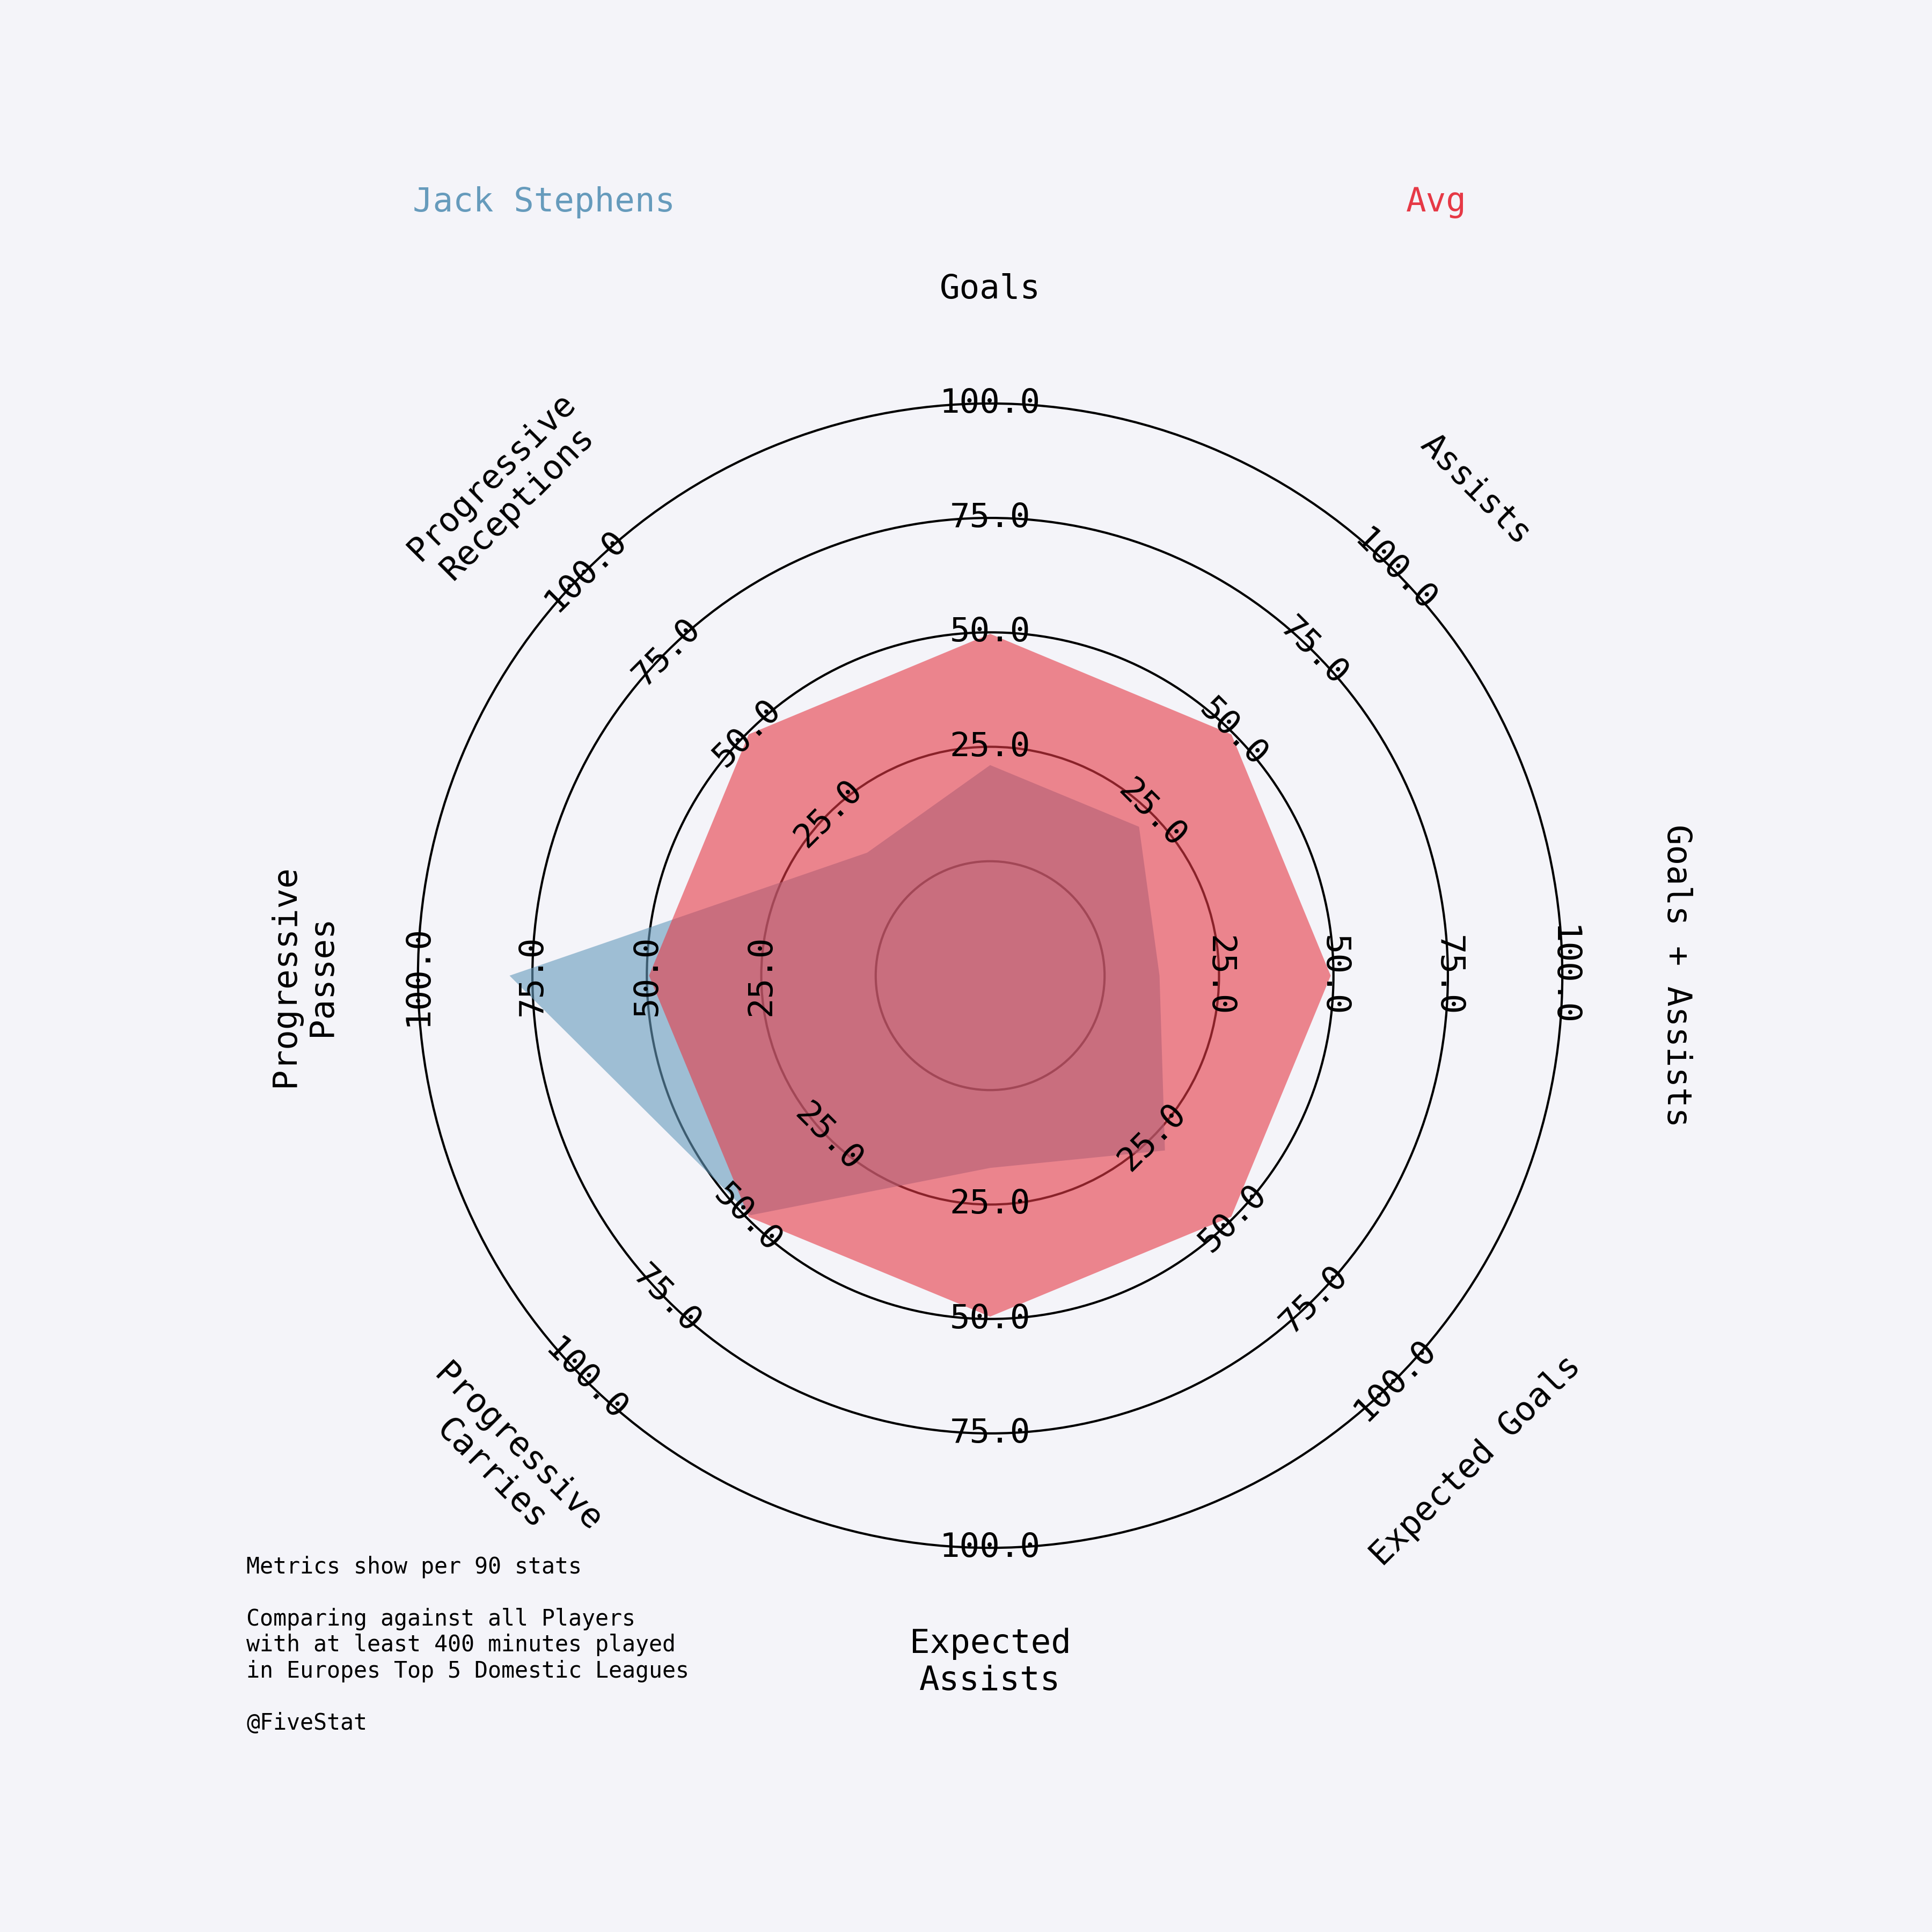 Jack Stephens
Avg
Goals
Assists
Goals + Assists
Expected Goals
Expected
Assists
Progressive
Carries
Progressive
Passes
Progressive
Receptions
25.0
50.0
75.0
100.0
25.0
50.0
75.0
100.0
25.0
50.0
75.0
100.0
25.0
50.0
75.0
100.0
25.0
50.0
75.0
100.0
25.0
50.0
75.0
100.0
25.0
50.0
75.0
100.0
25.0
50.0
75.0
100.0
Metrics show per 90 stats
Comparing against all Players
with at least 400 minutes played
in Europes Top 5 Domestic Leagues
@FiveStat